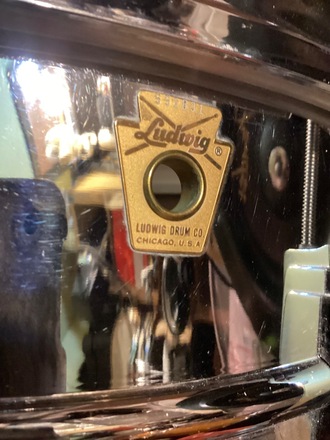 Ludwig ®
LUDWIG DRUM CO.
CHICAGO, U.S.A.